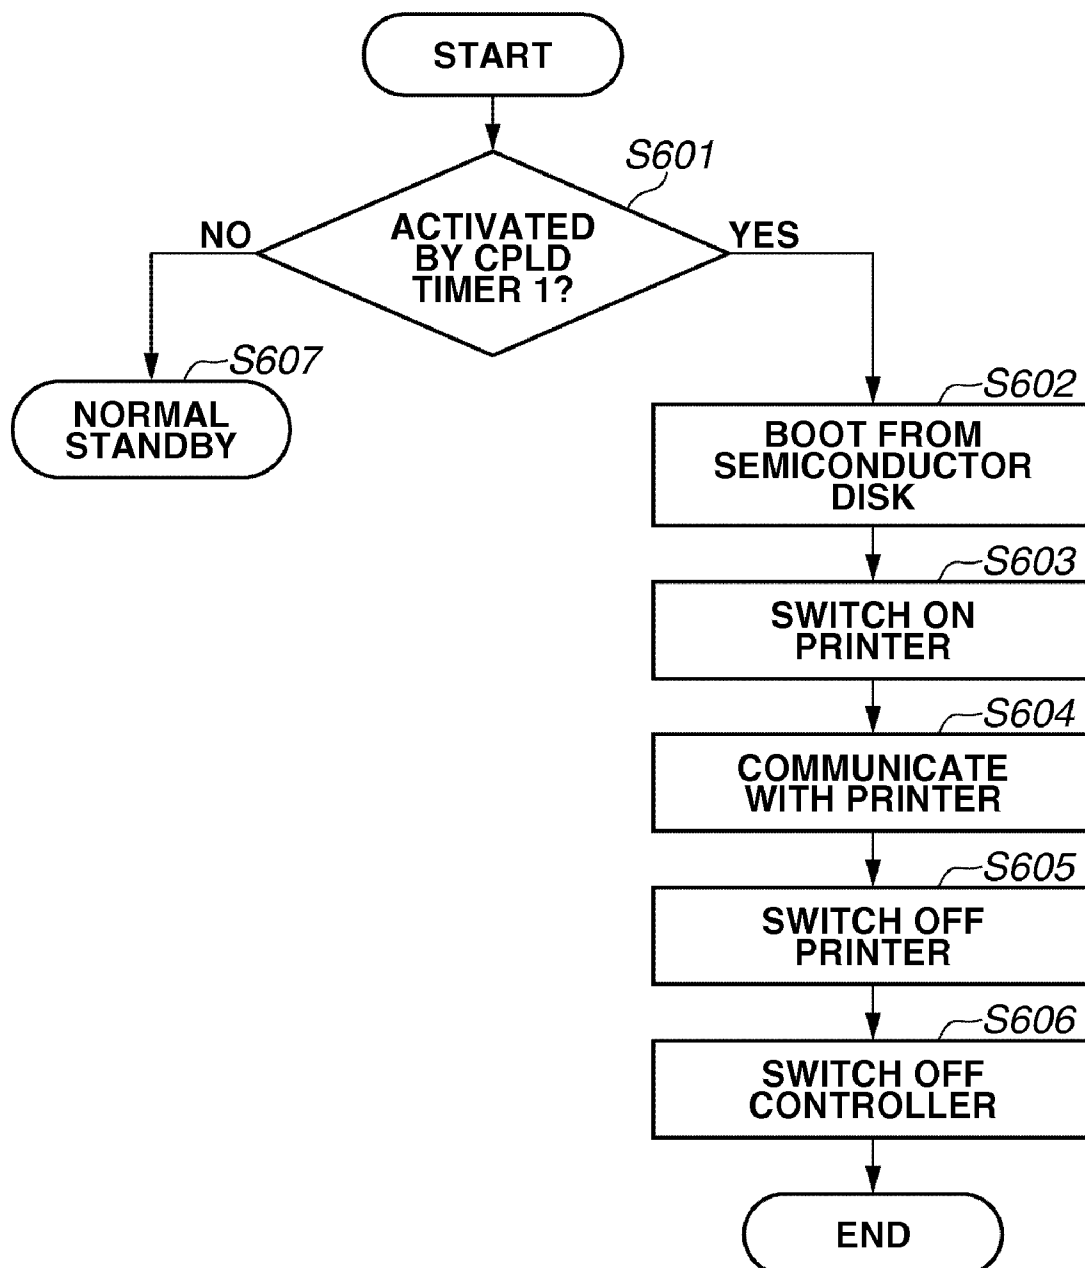 START
S601
ACTIVATED
BY CPLD
TIMER 1?
NO
YES
S607
NORMAL
STANDBY
S602
BOOT FROM
SEMICONDUCTOR
DISK
S603
SWITCH ON
PRINTER
S604
COMMUNICATE
WITH PRINTER
S605
SWITCH OFF
PRINTER
S606
SWITCH OFF
CONTROLLER
END